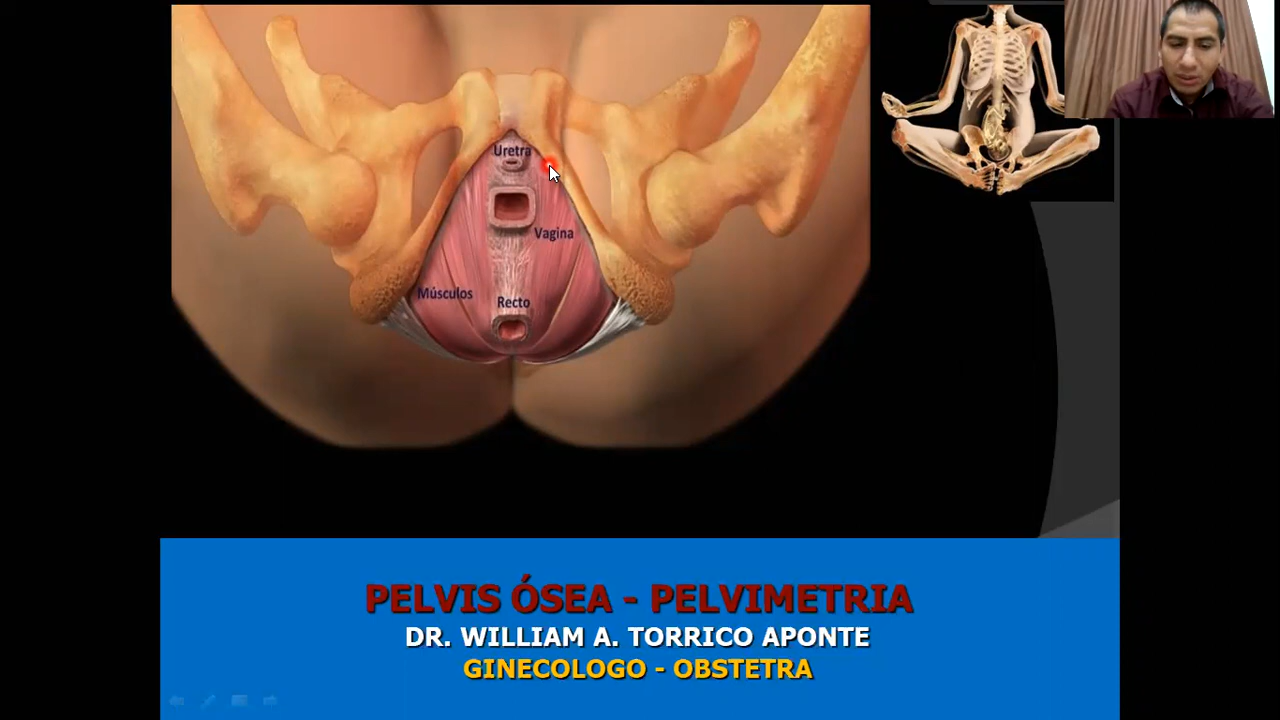 Uretra
Vagina
Músculos
Recto
PELVIS ÓSEA - PELVIMETRIA
DR. WILLIAM A. TORRICO APONTE
GINECOLOGO - OBSTETRA